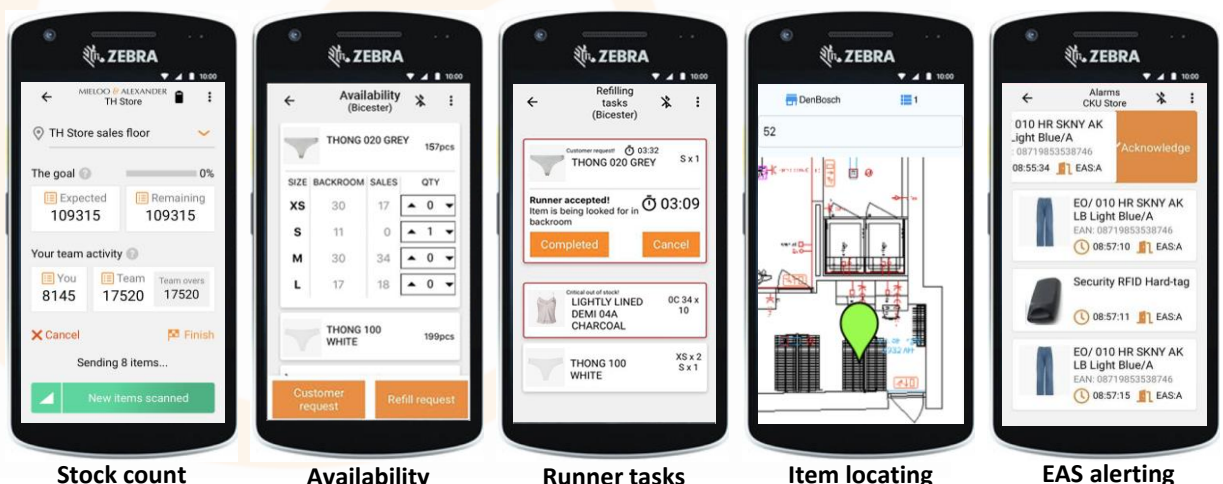 ZEBRA
10:00
MIELOO & ALEXANDER
TH Store
TH Store sales floor
The goal ?
0%
Expected
109315
Remaining
109315
Your team activity ?
You
8145
Team
17520
Team overs
17520
Cancel
Finish
Sending 8 items...
New items scanned
Stock count
ZEBRA
10:00
Availability
(Bicester)
THONG 020 GREY
157pcs
SIZE BACKROOM SALES QTY
XS 30 17 0
S 11 0 1
M 30 34 0
L 17 18 0
THONG 100
WHITE
199pcs
Customer
request
Refill request
Availability
ZEBRA
10:00
Refilling
tasks
(Bicester)
Customer request! 03:32
THONG 020 GREY
S x 1
Runner accepted!
Item is being looked for in
backroom
03:09
Completed
Cancel
Critical out of stock!
LIGHTLY LINED
DEMI 04A
CHARCOAL
0C 34 x
10
THONG 100
WHITE
XS x 2
S x 1
Runner tasks
ZEBRA
10:00
DenBosch
1
52
Item locating
ZEBRA
10:00
Alarms
CKU Store
010 HR SKNY AK
Light Blue/A
: 08719853538746
08:55:34 EAS:A
Acknowledge
EO/ 010 HR SKNY AK
LB Light Blue/A
EAN: 08719853538746
08:57:10 EAS:A
Security RFID Hard-tag
08:57:11 EAS:A
EO/ 010 HR SKNY AK
LB Light Blue/A
EAN: 08719853538746
08:57:15 EAS:A
EAS alerting